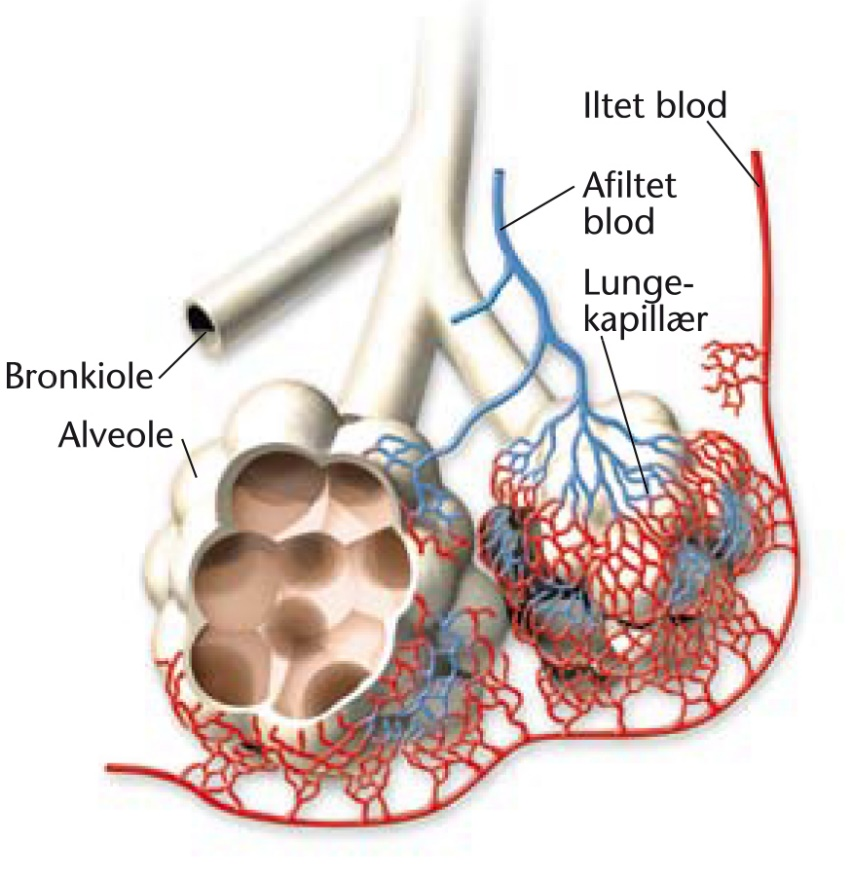 Iltet blod
Afiltet
blod
Lunge-
kapillær
Bronkiole
Alveole